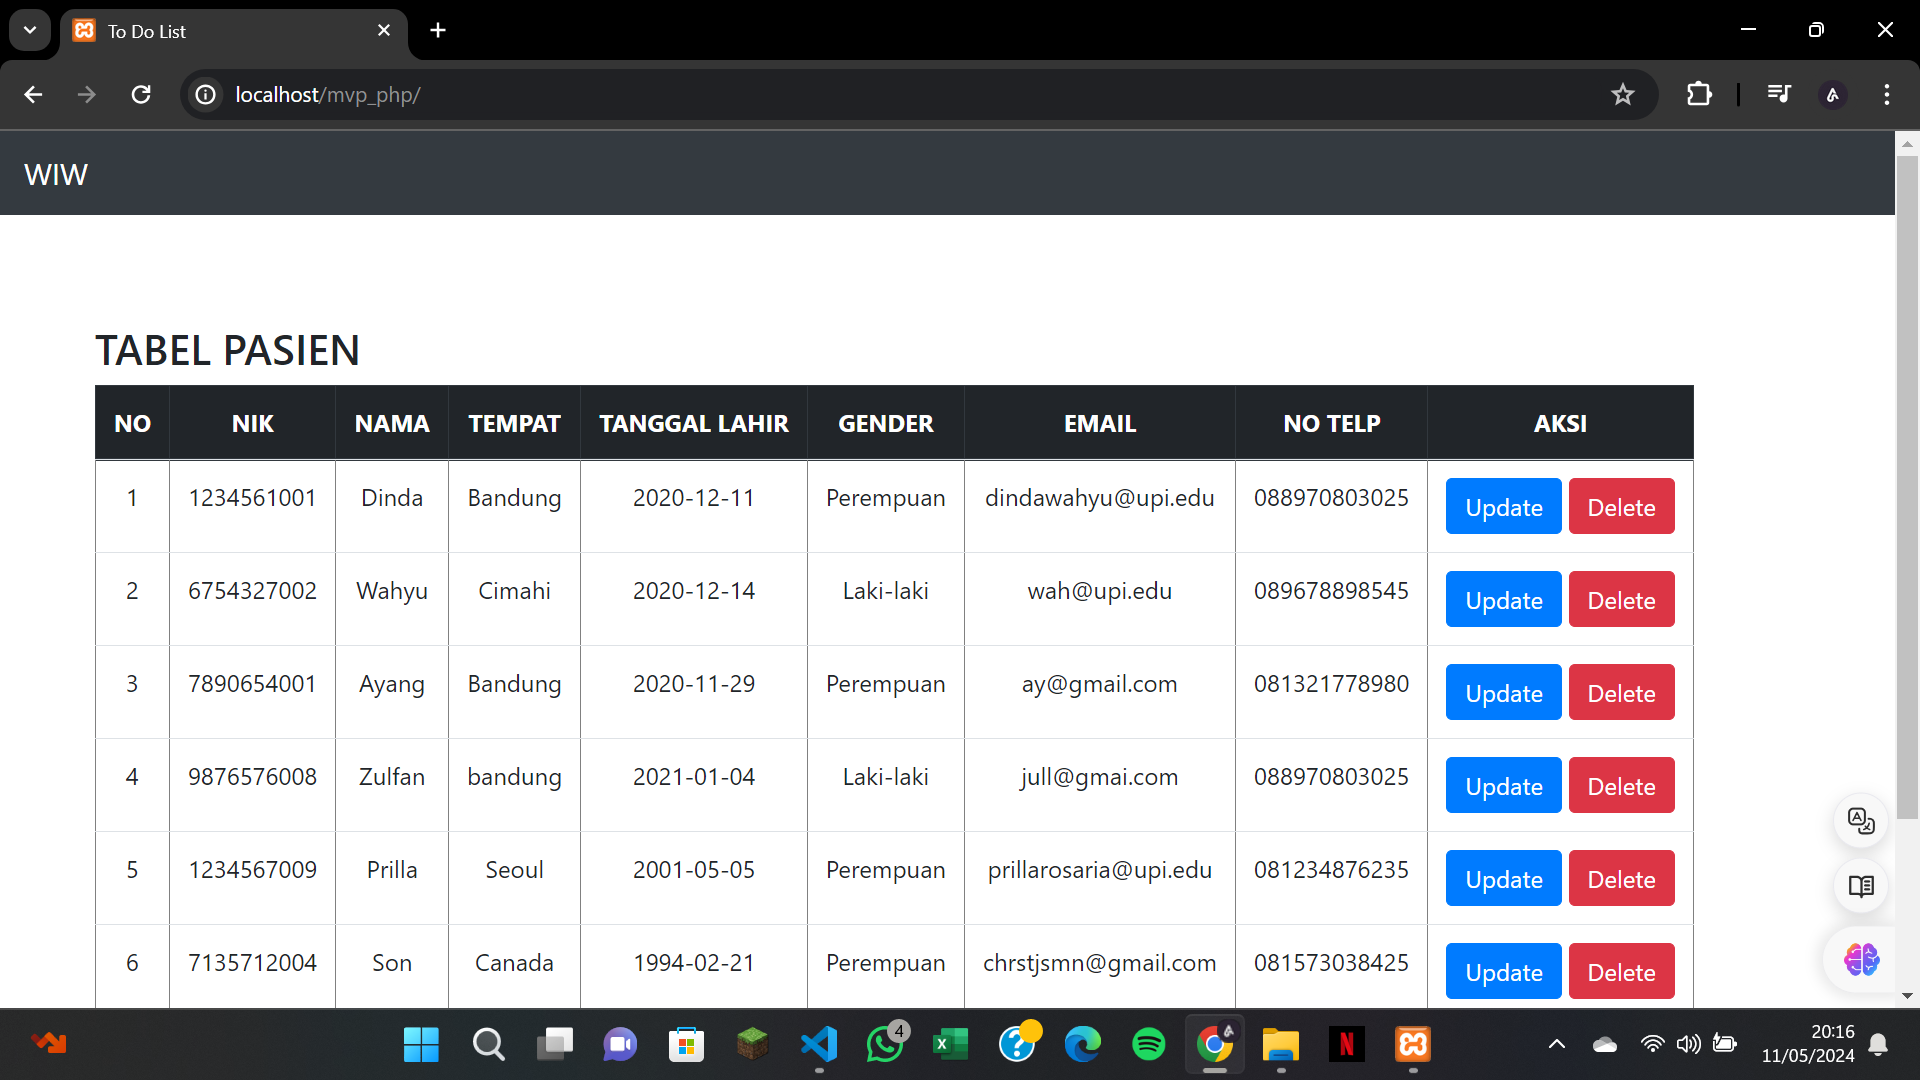 To Do List
localhost/mvp_php/
WIW
TABEL PASIEN
NO NIK NAMA TEMPAT TANGGAL LAHIR GENDER EMAIL NO TELP AKSI
1 1234561001 Dinda Bandung 2020-12-11 Perempuan dindawahyu@upi.edu 088970803025 Update Delete
2 6754327002 Wahyu Cimahi 2020-12-14 Laki-laki wah@upi.edu 089678898545 Update Delete
3 7890654001 Ayang Bandung 2020-11-29 Perempuan ay@gmail.com 081321778980 Update Delete
4 9876576008 Zulfan bandung 2021-01-04 Laki-laki jull@gmai.com 088970803025 Update Delete
5 1234567009 Prilla Seoul 2001-05-05 Perempuan prillarosaria@upi.edu 081234876235 Update Delete
6 7135712004 Son Canada 1994-02-21 Perempuan chrstjsmn@gmail.com 081573038425 Update Delete
4
20:16
11/05/2024